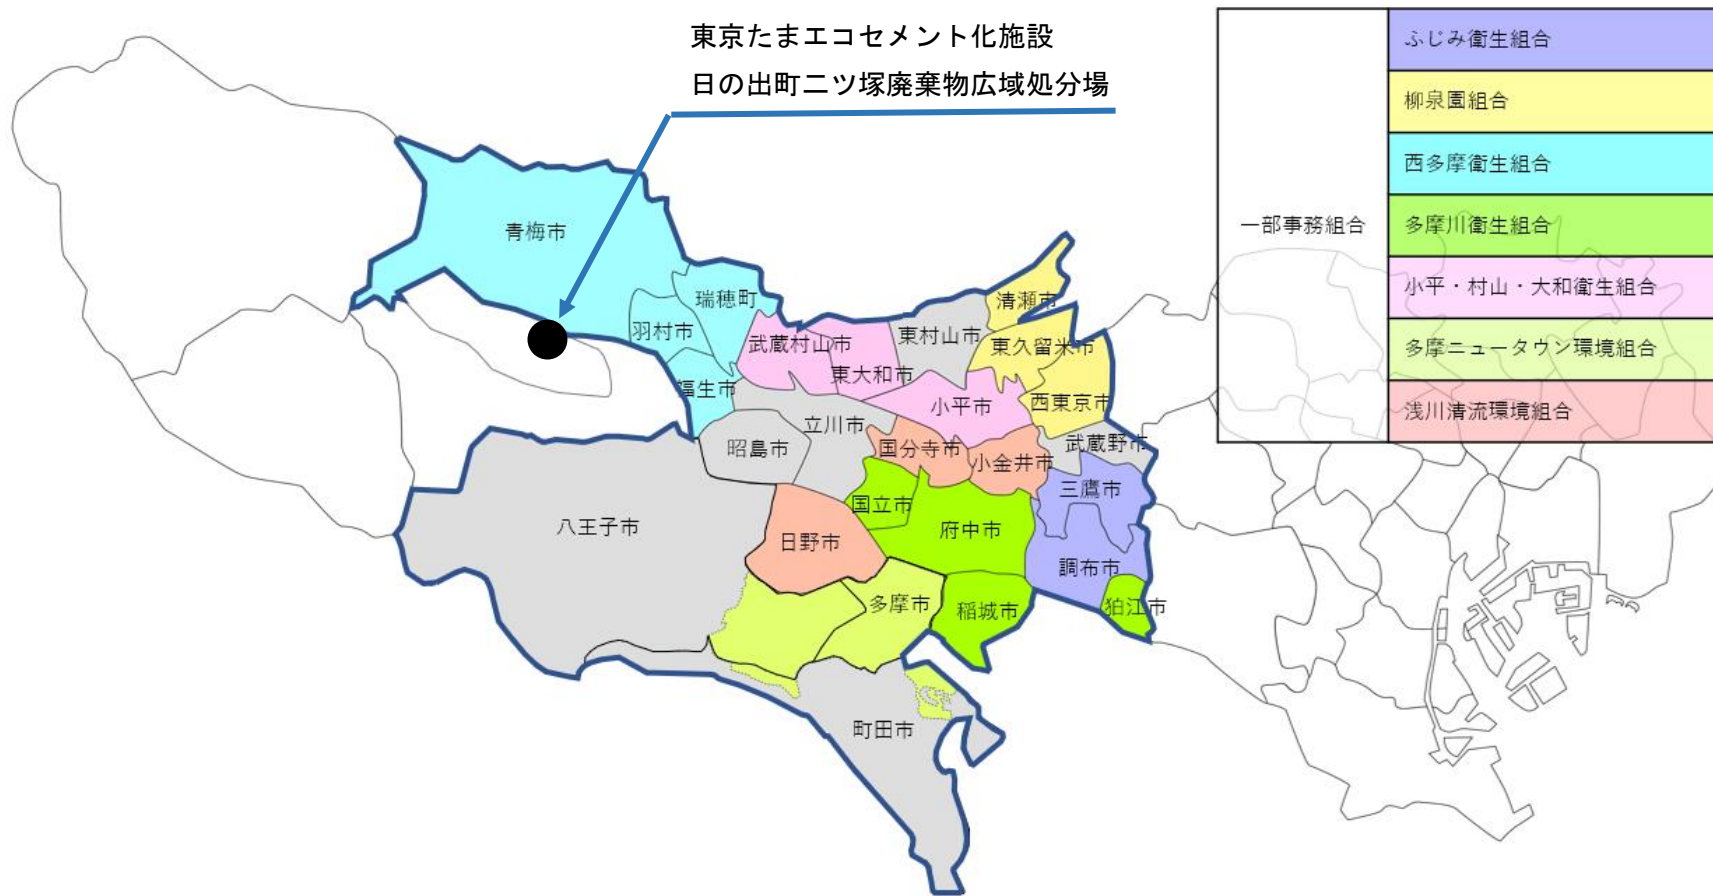 東京たまエコセメント化施設
日の出町二ツ塚廃棄物広域処分場
一部事務組合
ふじみ衛生組合
柳泉園組合
西多摩衛生組合
多摩川衛生組合
小平・村山・大和衛生組合
多摩ニュータウン環境組合
浅川清流環境組合
青梅市
瑞穂町
羽村市
福生市
武蔵村山市
東大和市
東村山市
清瀬市
東久留米市
西東京市
小平市
立川市
昭島市
国分寺市
小金井市
武蔵野市
三鷹市
国立市
府中市
八王子市
日野市
調布市
多摩市
稲城市
狛江市
町田市